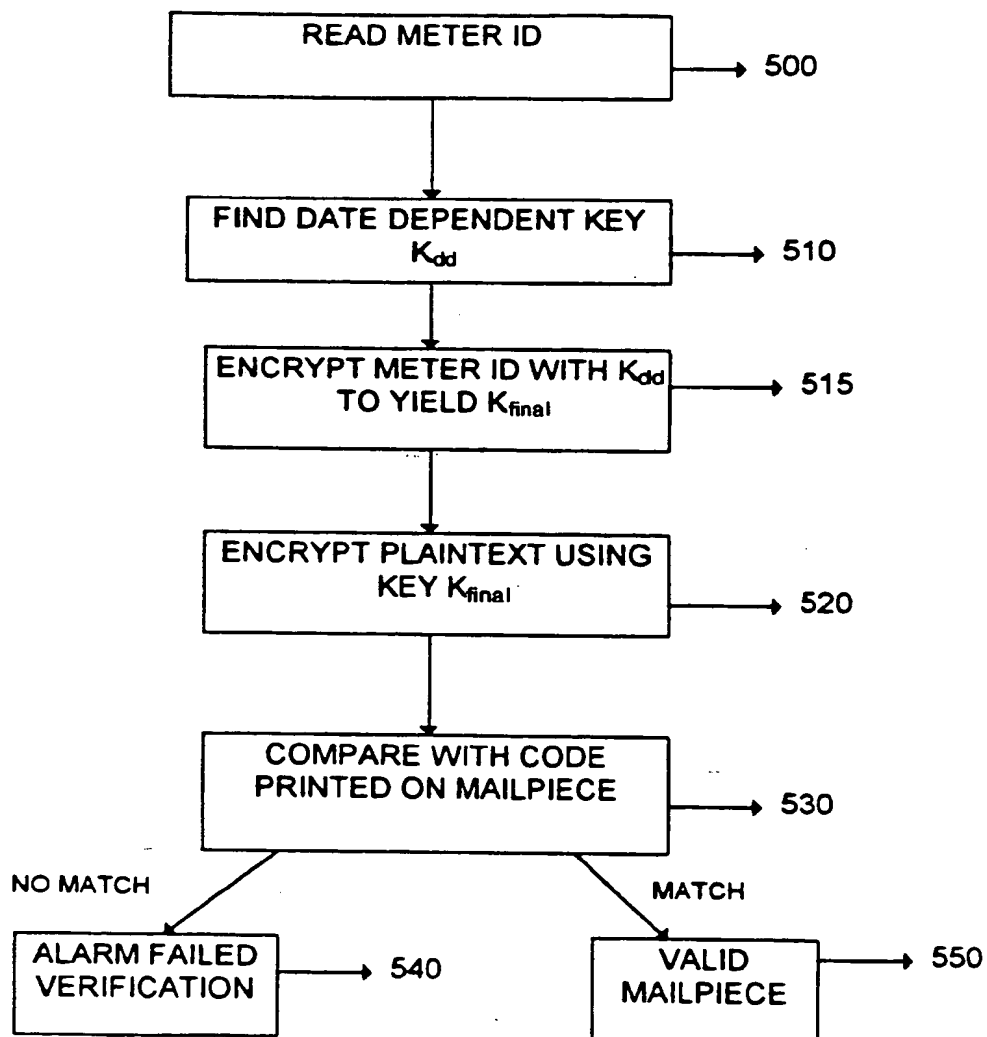 READ METER ID
500
FIND DATE DEPENDENT KEY
Kdd
510
ENCRYPT METER ID WITH Kdd
TO YIELD Kfinal
515
ENCRYPT PLAINTEXT USING
KEY Kfinal
520
COMPARE WITH CODE
PRINTED ON MAILPIECE
530
NO MATCH
MATCH
ALARM FAILED
VERIFICATION
540
VALID
MAILPIECE
550